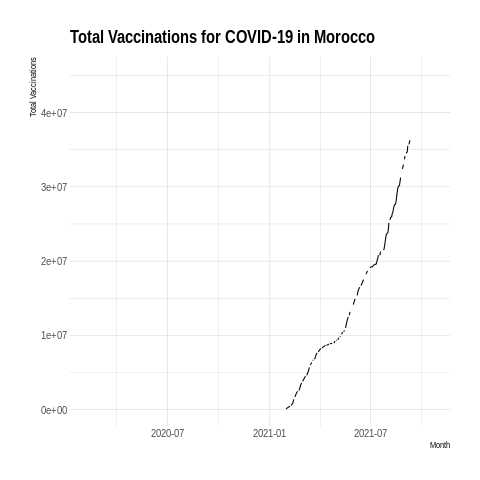 Total Vaccinations for COVID-19 in Morocco
Total Vaccinations
4e+07
3e+07
2e+07
1e+07
0e+00
2020-07 2021-01 2021-07
Month